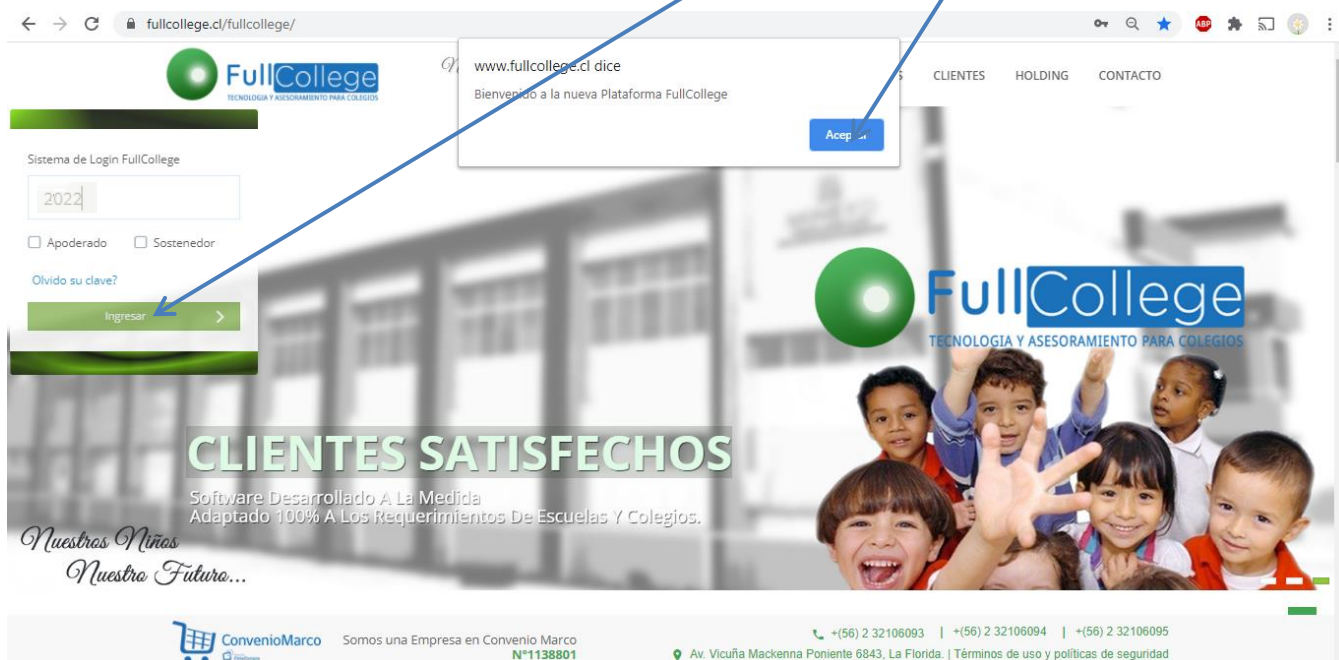 fullcollege.cl/fullcollege/
ABP
FullCollege
TECNOLOGIA Y ASESORAMIENTO PARA COLEGIOS
www.fullcollege.cl dice
Bienvenido a la nueva Plataforma FullCollege
Aceptar
CLIENTES
HOLDING
CONTACTO
Sistema de Login FullCollege
2022
Apoderado
Sostenedor
Olvido su clave?
Ingresar
FullCollege
TECNOLOGIA Y ASESORAMIENTO PARA COLEGIOS
CLIENTES SATISFECHOS
Software Desarrollado A La Medida
Adaptado 100% A Los Requerimientos De Escuelas Y Colegios.
Nuestros Niños
Nuestro Futuro...
ConvenioMarco
Somos una Empresa en Convenio Marco
N°1138801
+(56) 2 32106093 | +(56) 2 32106094 | +(56) 2 32106095
Av. Vicuña Mackenna Poniente 6843, La Florida. | Términos de uso y políticas de seguridad